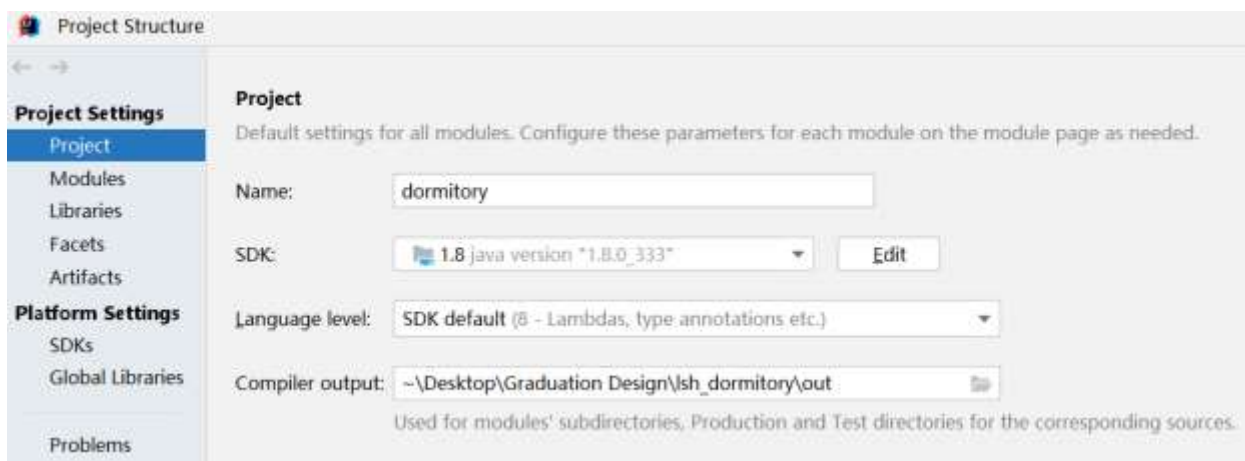 Project Structure
Project Settings
Project
Modules
Libraries
Facets
Artifacts
Platform Settings
SDKs
Global Libraries
Problems
Project
Default settings for all modules. Configure these parameters for each module on the module page as needed.
Name: dormitory
SDK: 1.8 java version "1.8.0_333" Edit
Language level: SDK default (8 - Lambdas, type annotations etc.)
Compiler output: ~\Desktop\Graduation Design\lsh_dormitory\out
Used for modules' subdirectories, Production and Test directories for the corresponding sources.